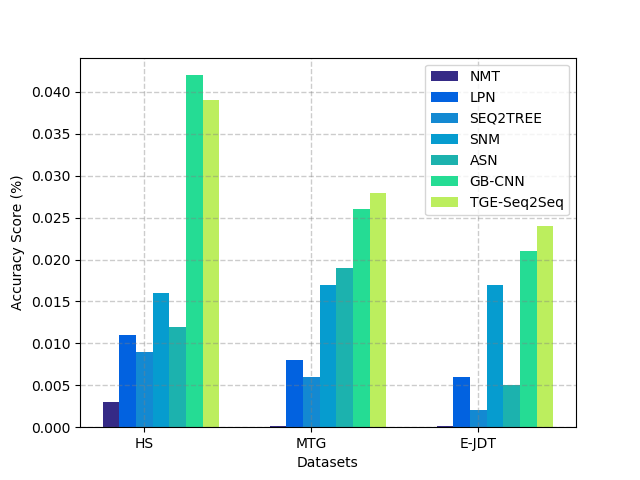 0.040
0.035
0.030
0.025
0.020
0.015
0.010
0.005
0.000
Accuracy Score (%)
NMT
LPN
SEQ2TREE
SNM
ASN
GB-CNN
TGE-Seq2Seq
HS
MTG
E-JDT
Datasets